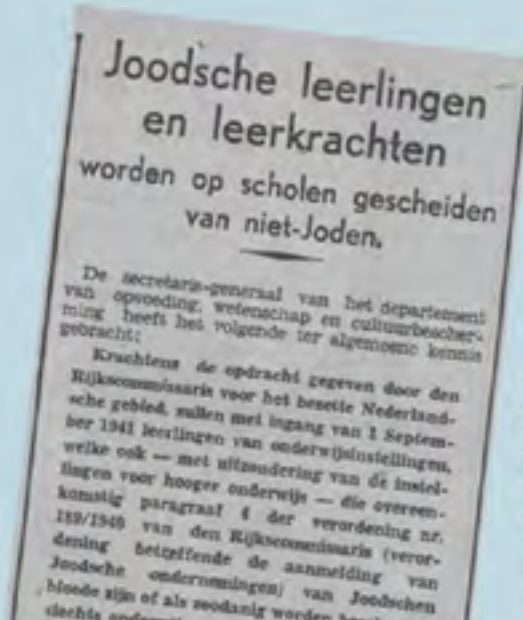 Joodsche leerlingen
en leerkrachten
worden op scholen gescheiden
van niet-Joden.
De secretaris-generaal van het departement
van opvoeding, wetenschap en cultuurbescher-
ming heeft het volgende ter algemeene kennis
gebracht:
Krachtens de opdracht gegeven door den
Rijkscommissaris voor het bezette Nederland-
sche gebied, zullen met ingang van 1 Septem-
ber 1941 leerlingen van onderwijsinstellingen,
welke ook — met uitzondering van de instel-
lingen voor hooger onderwijs — die overeen-
komstig paragraaf 4 der verordening nr.
189/1940 van den Rijkscommissaris (veror-
dening betreffende de aanmelding van
Joodsche ondernemingen) van Joodschen
bloede zijn of als zoodanig worden
slechts